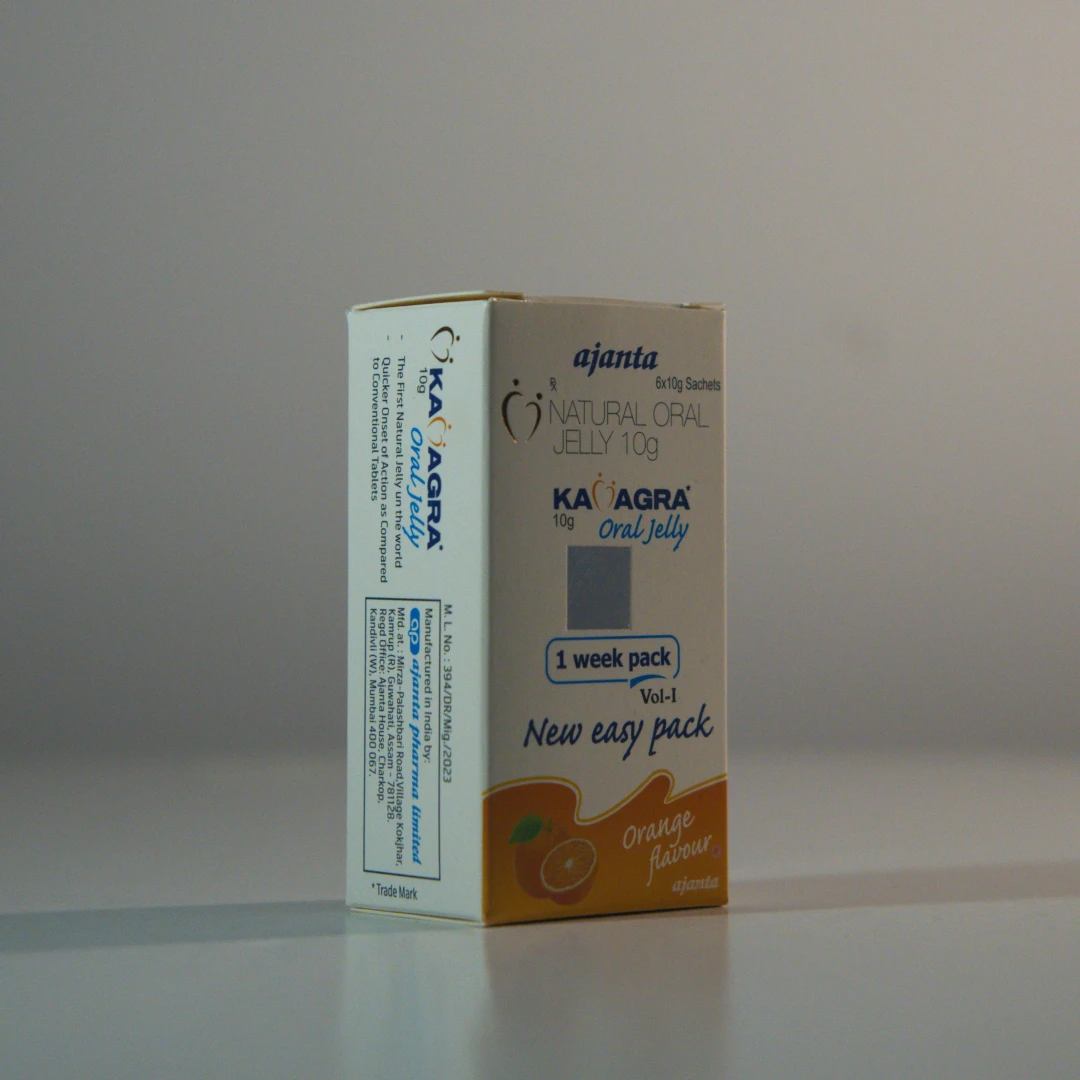 KAMAGRA*
10g Oral Jelly
- The First Natural Jelly un the world
- Quicker Onset of Action as Compared
to Conventional Tablets
M. L. No. : 394/DR/Mig./2023
Manufactured in India by:
ap ajanta pharma limited
Mfd. at. : Mirza-Palashbari Road,Village Kokjhar,
Kamrup (R), Guwahati, Assam - 781128.
Regd Office: Ajanta House, Charkop,
Kandivli (W), Mumbai 400 067.
*Trade Mark
ajanta
Rx 6x10g Sachets
NATURAL ORAL
JELLY 10g
KAMAGRA*
10g Oral Jelly
1 week pack
Vol-I
New easy pack
Orange
flavour
ajanta